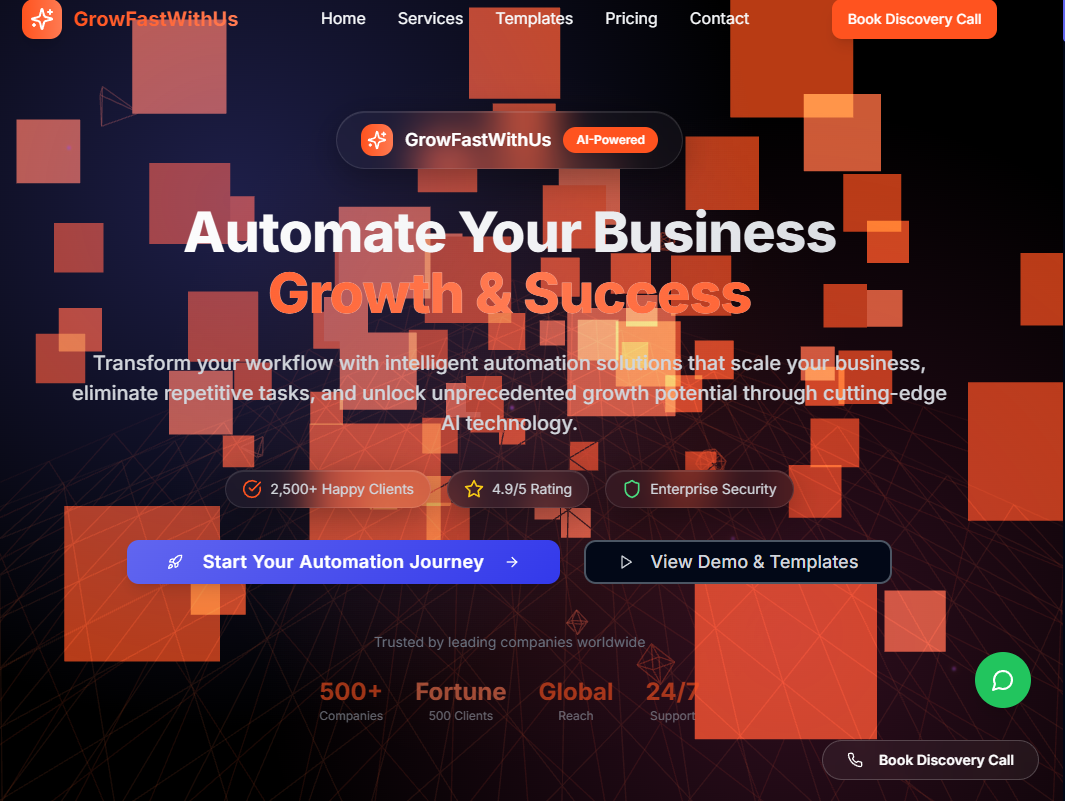 GrowFastWithUs
Home
Services
Templates
Pricing
Contact
Book Discovery Call
GrowFastWithUs
AI-Powered
Automate Your Business
Growth & Success
Transform your workflow with intelligent automation solutions that scale your business,
eliminate repetitive tasks, and unlock unprecedented growth potential through cutting-edge
AI technology.
2,500+ Happy Clients
4.9/5 Rating
Enterprise Security
Start Your Automation Journey
View Demo & Templates
Trusted by leading companies worldwide
500+
Companies
Fortune
500 Clients
Global
Reach
24/7
Support
Book Discovery Call